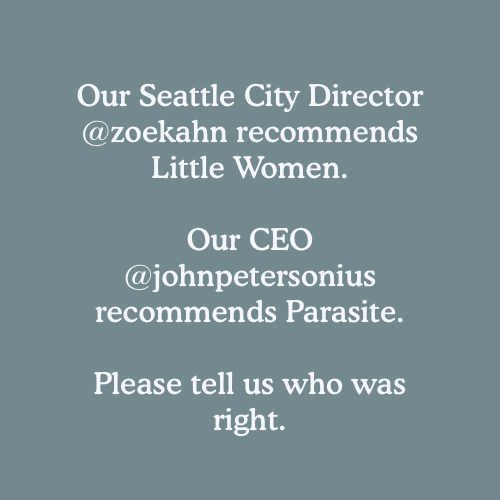 Our Seattle City Director
@zoekahn recommends
Little Women.
Our CEO
@johnpetersonius
recommends Parasite.
Please tell us who was
right.